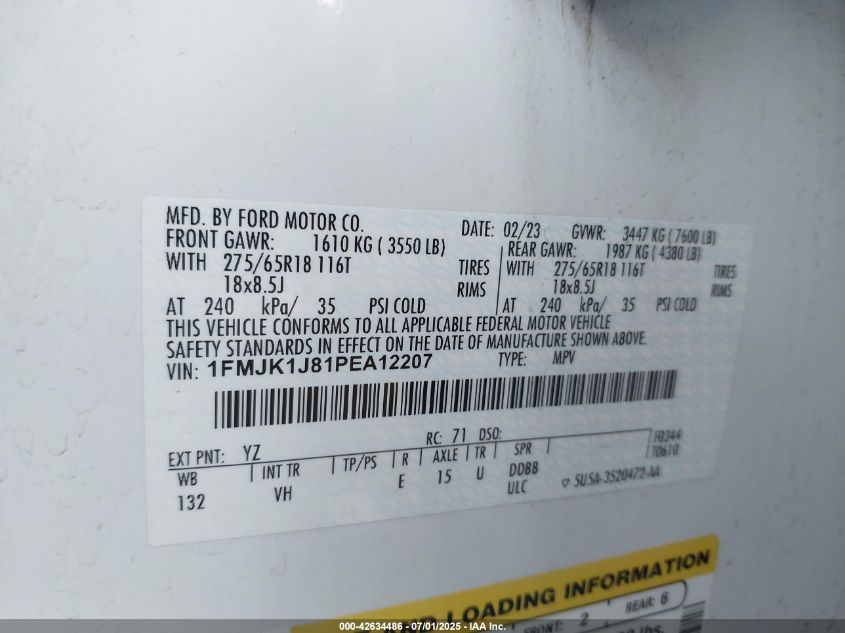 MFD. BY FORD MOTOR CO.
DATE: 02/23 GVWR: 3447 KG ( 7600 LB)
FRONT GAWR: 1610 KG ( 3550 LB) REAR GAWR: 1987 KG ( 4380 LB)
WITH 275/65R18 116T TIRES WITH 275/65R18 116T TIRES
18x8.5J RIMS 18x8.5J RIMS
AT 240 kPa/ 35 PSI COLD AT 240 kPa/ 35 PSI COLD
THIS VEHICLE CONFORMS TO ALL APPLICABLE FEDERAL MOTOR VEHICLE
SAFETY STANDARDS IN EFFECT ON THE DATE OF MANUFACTURE SHOWN ABOVE.
VIN: 1FMJK1J81PEA12207 TYPE: MPV
EXT PNT: YZ RC: 71 DSO: F0344
WB INT TR TP/PS R AXLE TR SPR T0610
132 VH E 15 U DDBB
ULC ▽ 5U5A-3520472-AA
LOADING INFORMATION
FRONT: 2 REAR: 6
lbs.
000-42634486 - 07/01/2025 -